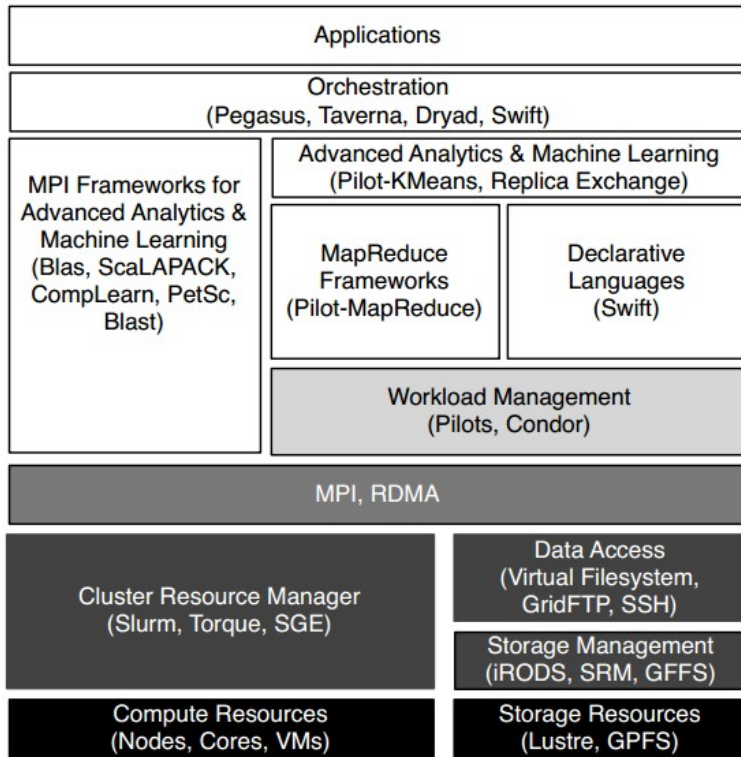 Applications
Orchestration
(Pegasus, Taverna, Dryad, Swift)
MPI Frameworks for
Advanced Analytics &
Machine Learning
(Blas, ScaLAPACK,
CompLearn, PetSc,
Blast)
Advanced Analytics & Machine Learning
(Pilot-KMeans, Replica Exchange)
MapReduce
Frameworks
(Pilot-MapReduce)
Declarative
Languages
(Swift)
Workload Management
(Pilots, Condor)
MPI, RDMA
Cluster Resource Manager
(Slurm, Torque, SGE)
Data Access
(Virtual Filesystem,
GridFTP, SSH)
Storage Management
(iRODS, SRM, GFFS)
Compute Resources
(Nodes, Cores, VMs)
Storage Resources
(Lustre, GPFS)